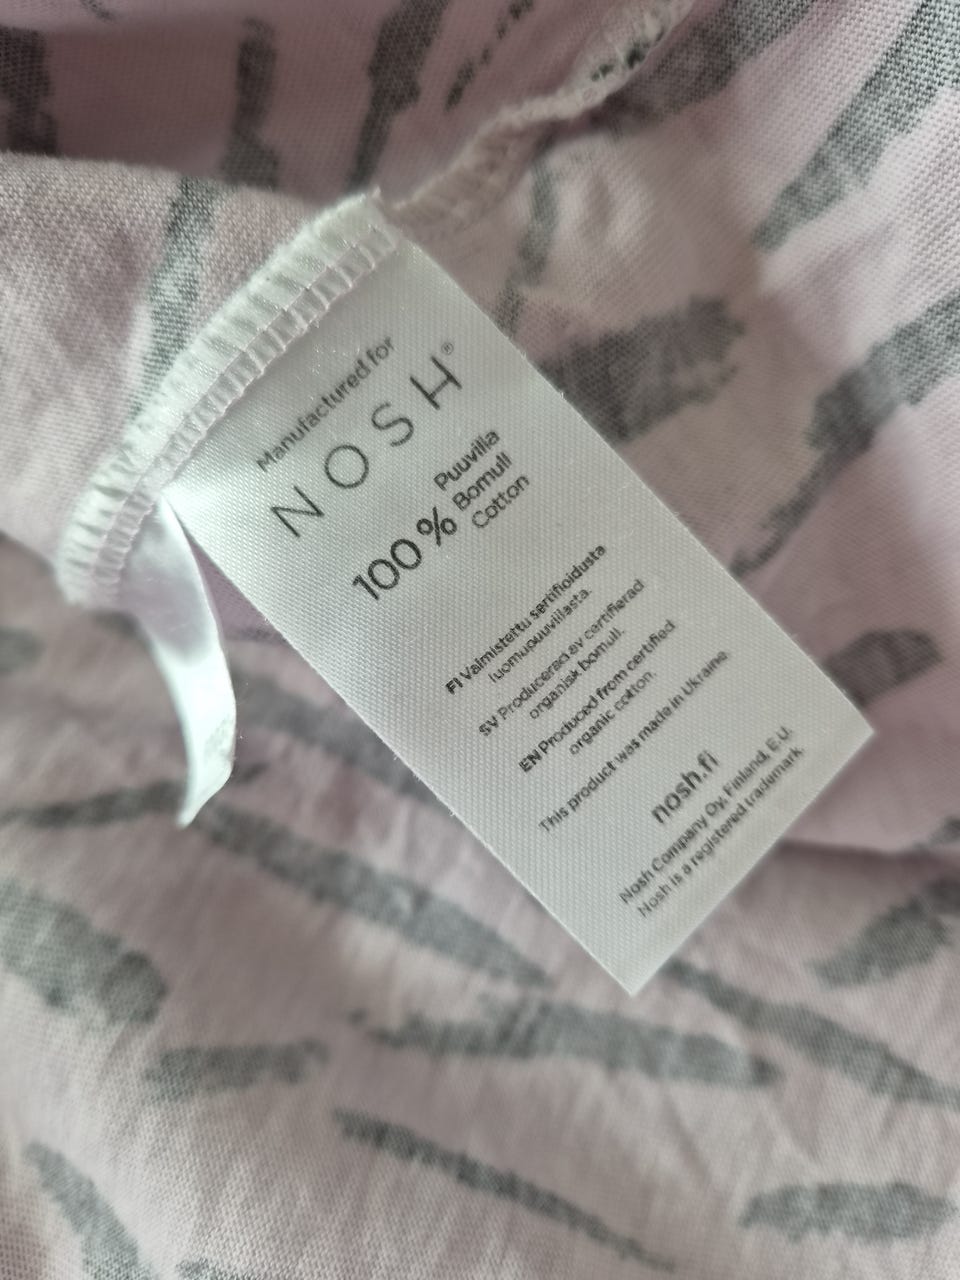 Manufactured for
NOSH®
100% Puuvilla
Bomull
Cotton
FI Valmistettu sertifioidusta
luomupuuvillasta.
SV Producerad av certifierad
organisk bomull.
EN Produced from certified
organic cotton.
This product was made in Ukraine.
nosh.fi
Nosh Company Oy, Finland, E.U.
Nosh is a registered trademark.